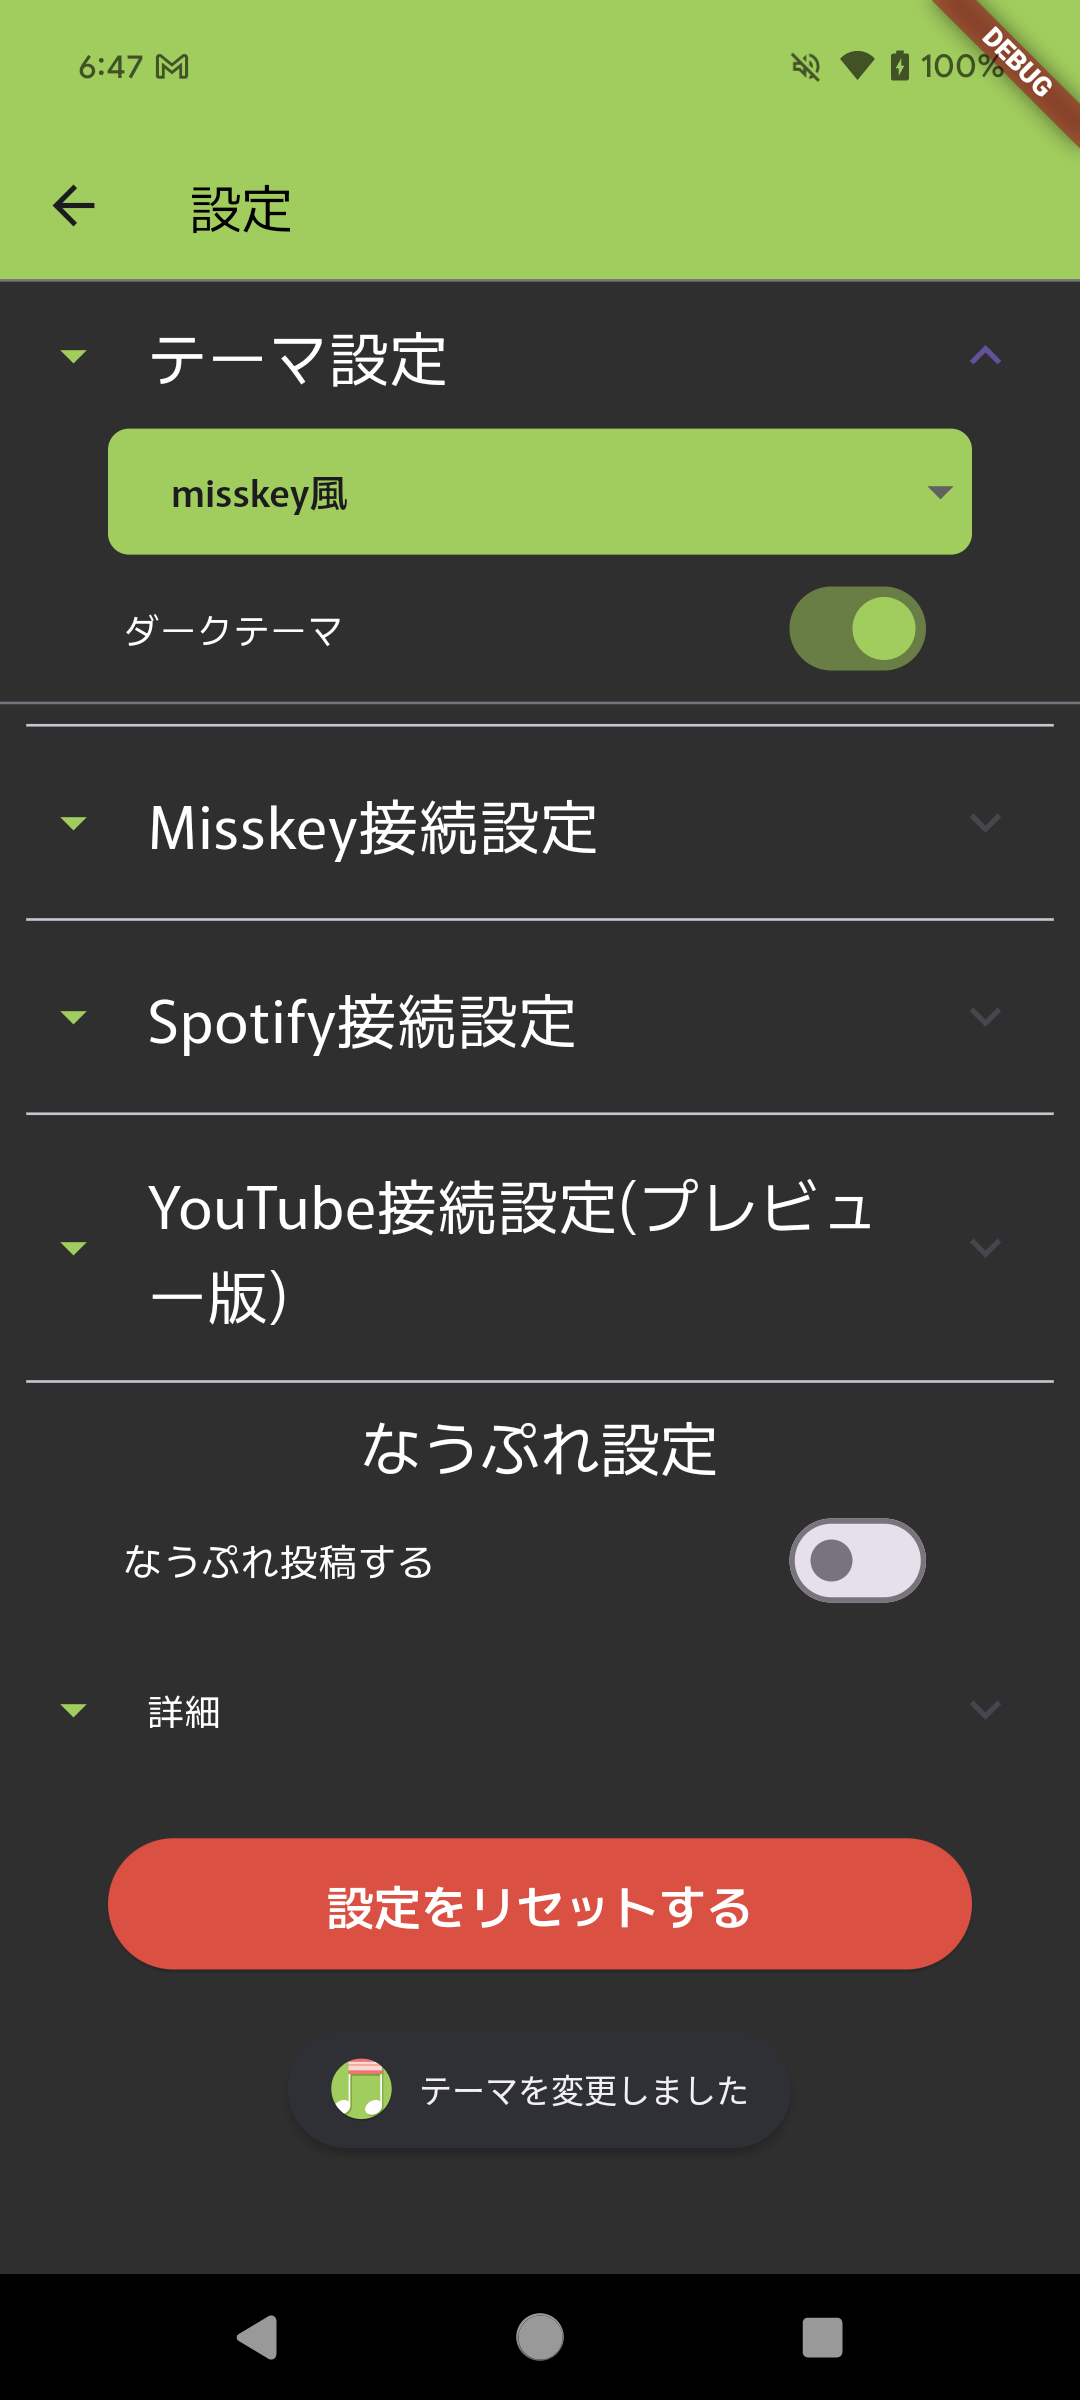 6:47
100%
DEBUG
設定
テーマ設定
misskey風
ダークテーマ
Misskey接続設定
Spotify接続設定
YouTube接続設定(プレビュ
ー版)
なうぷれ設定
なうぷれ投稿する
詳細
設定をリセットする
テーマを変更しました